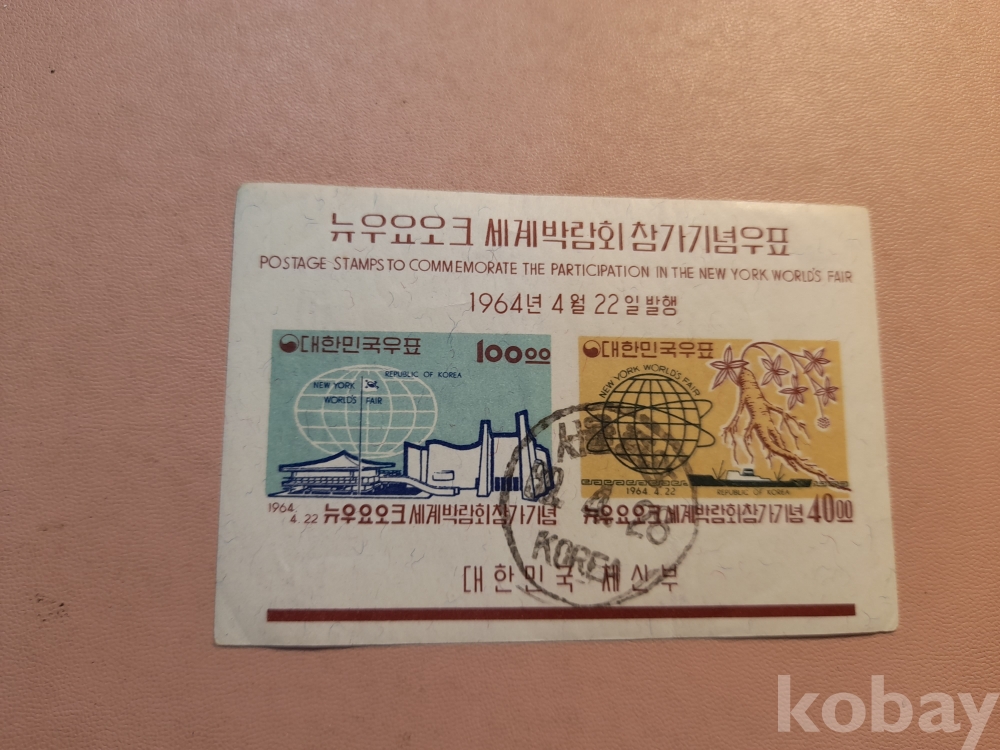 뉴우요오크 세계박람회 참가기념우표
POSTAGE STAMPS TO COMMEMORATE THE PARTICIPATION IN THE NEW YORK WORLD'S FAIR
1964년 4월 22일 발행
대한민국우표 100.00
REPUBLIC OF KOREA
NEW YORK
WORLD'S FAIR
1964.
4.22 뉴우요오크 세계박람회참가기념
대한민국우표
NEW YORK WORLD'S FAIR
1964.4.22
REPUBLIC OF KOREA
뉴우요오크 세계박람회참가기념 40.00
KOREA
대한민국 체신부
kobay